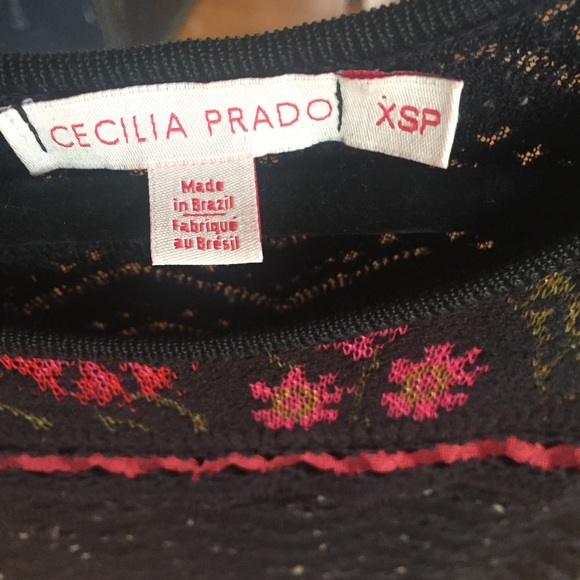 CECILIA PRADO
XSP
Made
in Brazil
Fabriqué
au Brésil